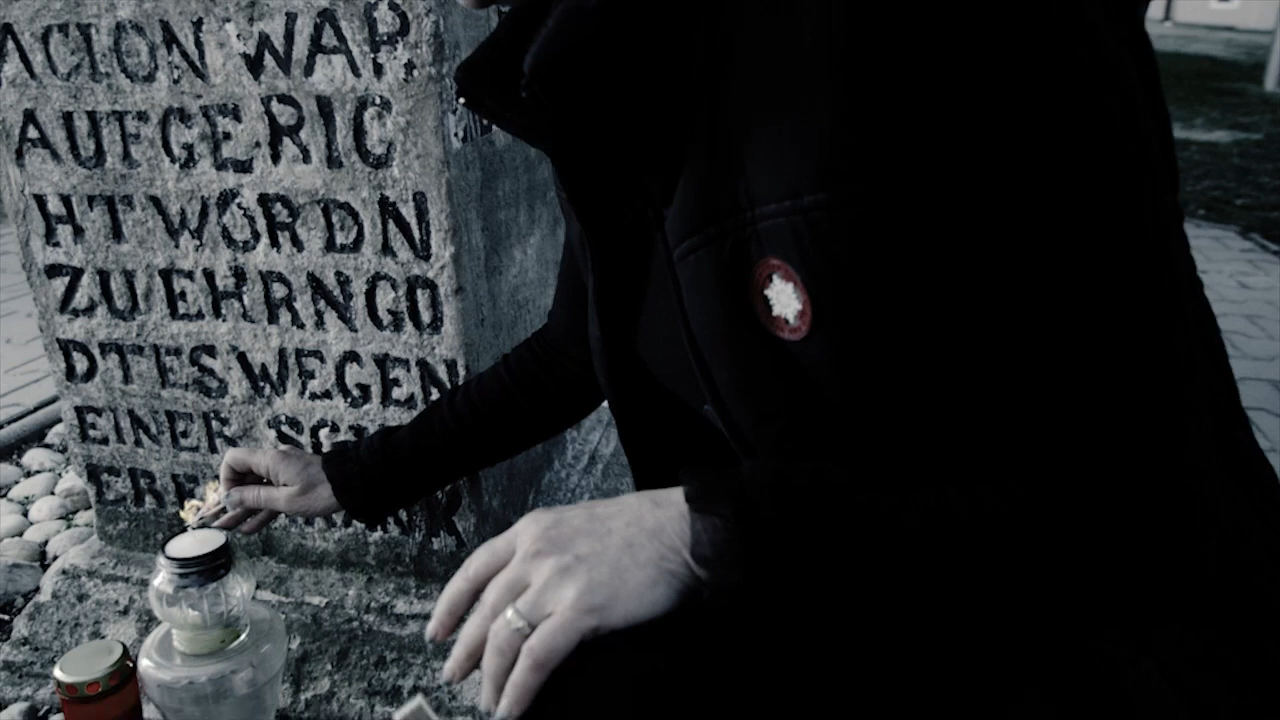 ACION WAR
AUFGERIC
HT WORDN
ZU EHRN GO
DTES WEGEN
EINER